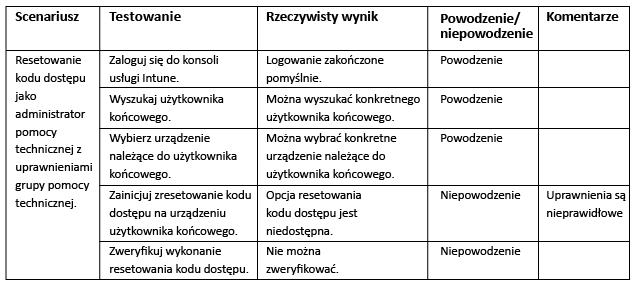 Scenariusz Testowanie Rzeczywisty wynik Powodzenie/
niepowodzenie Komentarze
Resetowanie
kodu dostępu
jako
administrator
pomocy
technicznej z
uprawnieniami
grupy pomocy
technicznej.
Zaloguj się do konsoli
usługi Intune.
Logowanie zakończone
pomyślnie.
Powodzenie
Wyszukaj użytkownika
końcowego.
Można wyszukać konkretnego
użytkownika końcowego.
Powodzenie
Wybierz urządzenie
należące do użytkownika
końcowego.
Można wybrać konkretne
urządzenie należące do
użytkownika końcowego.
Powodzenie
Zainicjuj zresetowanie kodu
dostępu na urządzeniu
użytkownika końcowego.
Opcja resetowania
kodu dostępu jest
niedostępna.
Niepowodzenie
Uprawnienia są
nieprawidłowe
Zweryfikuj wykonanie
resetowania kodu dostępu.
Nie można
zweryfikować.
Niepowodzenie